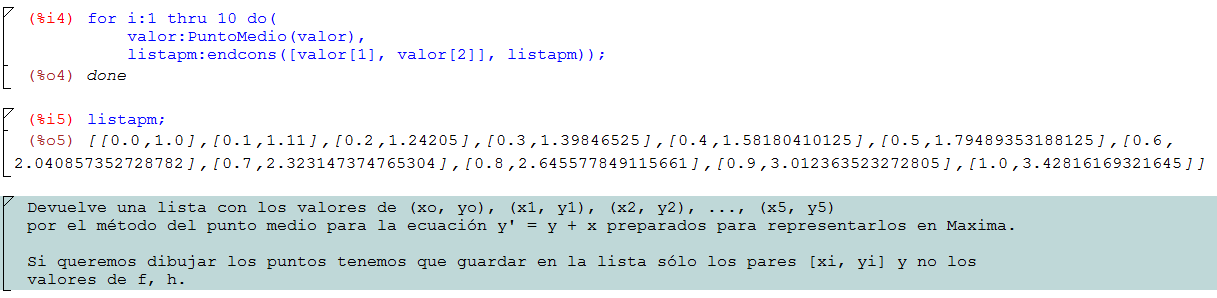 (%i4) for i:1 thru 10 do(
valor:PuntoMedio(valor),
listapm:endcons([valor[1], valor[2]], listapm));
(%o4) done
(%i5) listapm;
(%o5) [[0.0,1.0],[0.1,1.11],[0.2,1.24205],[0.3,1.39846525],[0.4,1.58180410125],[0.5,1.79489353188125],[0.6,
2.040857352728782],[0.7,2.323147374765304],[0.8,2.645577849115661],[0.9,3.012363523272805],[1.0,3.42816169321645]]
Devuelve una lista con los valores de (xo, yo), (x1, y1), (x2, y2), ..., (x5, y5)
por el método del punto medio para la ecuación y' = y + x preparados para representarlos en Maxima.
Si queremos dibujar los puntos tenemos que guardar en la lista sólo los pares [xi, yi] y no los
valores de f, h.